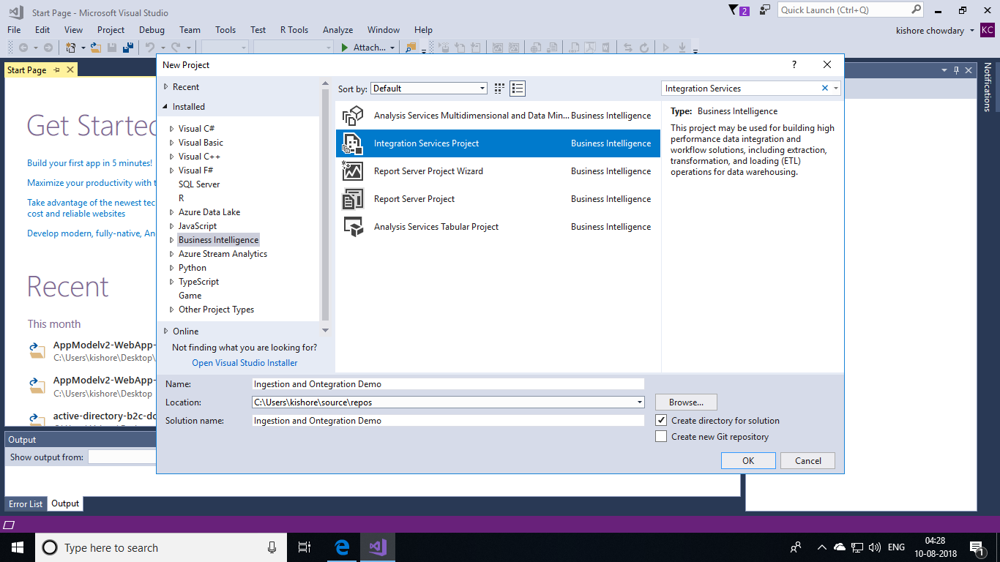 Start Page - Microsoft Visual Studio
2
Quick Launch (Ctrl+Q)
File Edit View Project Debug Team Tools Test R Tools Analyze Window Help
kishore chowdary KC
Attach...
Start Page
Notifications
Get Started
Build your first app in 5 minutes!
Maximize your productivity with
Take advantage of the newest
cost and reliable websites
Develop modern, fully-native,
Recent
This month
AppModelv2-WebApp-
C:\Users\kishore\Desktop\
AppModelv2-WebApp-
C:\Users\kishore\Desktop
active-directory-b2c-
New Project
?
Recent
Installed
Visual C#
Visual Basic
Visual C++
Visual F#
SQL Server
R
Azure Data Lake
JavaScript
Business Intelligence
Azure Stream Analytics
Python
TypeScript
Game
Other Project Types
Online
Not finding what you are looking for?
Open Visual Studio Installer
Sort by: Default
Analysis Services Multidimensional and Data Min... Business Intelligence
Integration Services Project Business Intelligence
Report Server Project Wizard Business Intelligence
Report Server Project Business Intelligence
Analysis Services Tabular Project Business Intelligence
Integration Services
Type: Business Intelligence
This project may be used for building high
performance data integration and
workflow solutions, including extraction,
transformation, and loading (ETL)
operations for data warehousing.
Name: Ingestion and Ontegration Demo
Location: C:\Users\kishore\source\repos
Browse...
Solution name: Ingestion and Ontegration Demo
Create directory for solution
Create new Git repository
OK Cancel
Output
Show output from:
Error List Output
Type here to search
ENG
04:28
10-08-2018
1